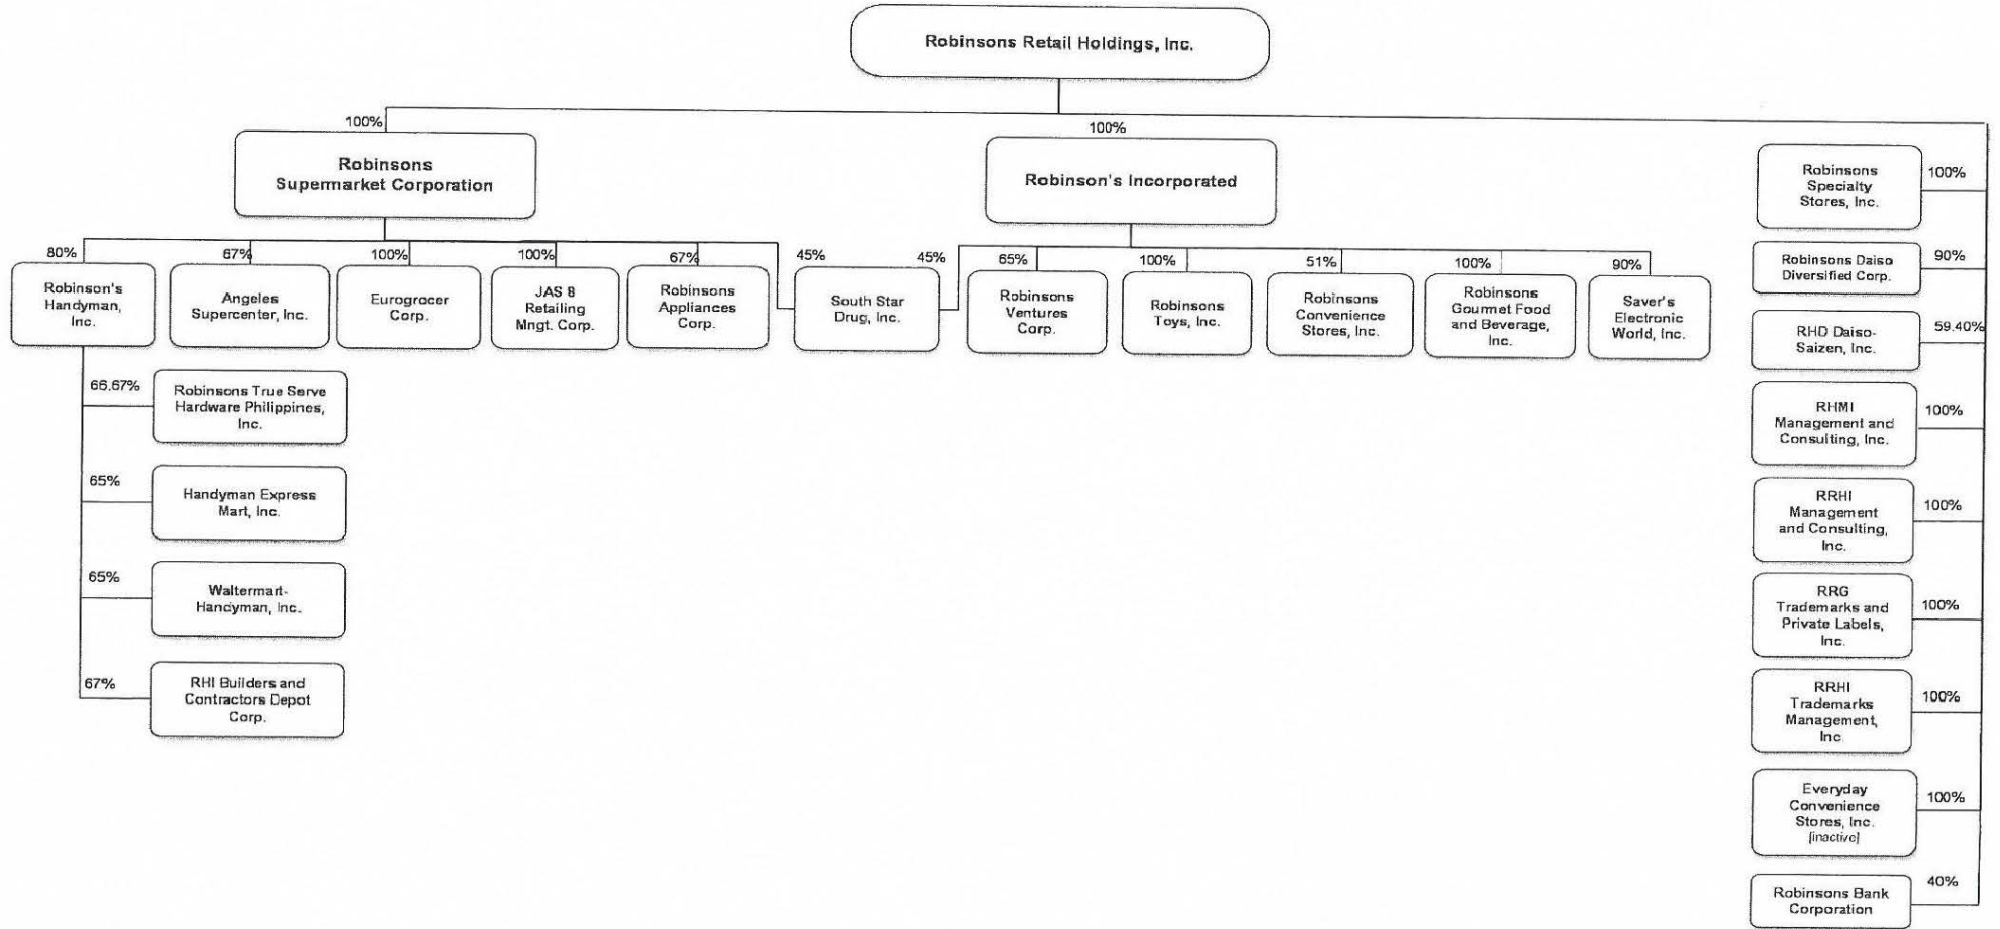 Robinsons Retail Holdings, Inc.
100%
Robinsons
Supermarket Corporation
100%
Robinson's Incorporated
80%
Robinson's
Handyman,
Inc.
67%
Angeles
Supercenter, Inc.
100%
Eurogrocer
Corp.
100%
JAS 8
Retailing
Mngt. Corp.
67%
Robinsons
Appliances
Corp.
45%
45%
South Star
Drug, Inc.
65%
Robinsons
Ventures
Corp.
100%
Robinsons
Toys, Inc.
51%
Robinsons
Convenience
Stores, Inc.
100%
Robinsons
Gourmet Food
and Beverage,
Inc.
90%
Saver's
Electronic
World, Inc.
66.67%
Robinsons True Serve
Hardware Philippines,
Inc.
65%
Handyman Express
Mart, Inc.
65%
Waltermart-
Handyman, Inc.
67%
RHI Builders and
Contractors Depot
Corp.
Robinsons
Specialty
Stores, Inc.
100%
Robinsons Daiso
Diversified Corp.
90%
RHD Daiso-
Saizen, Inc.
59.40%
RHMI
Management and
Consulting, Inc.
100%
RRHI
Management
and Consulting,
Inc.
100%
RRG
Trademarks and
Private Labels,
Inc.
100%
RRHI
Trademarks
Management,
Inc.
100%
Everyday
Convenience
Stores, Inc.
[inactive]
100%
Robinsons Bank
Corporation
40%